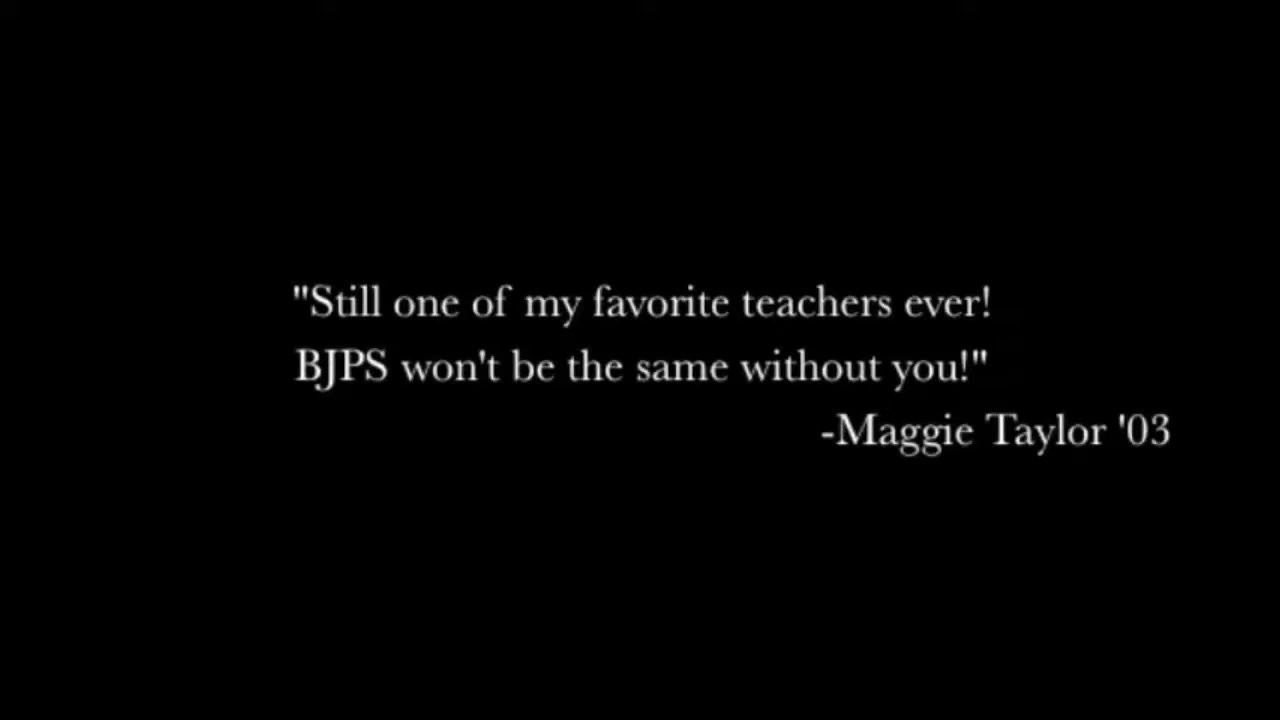 "Still one of my favorite teachers ever!
BJPS won't be the same without you!"
-Maggie Taylor '03